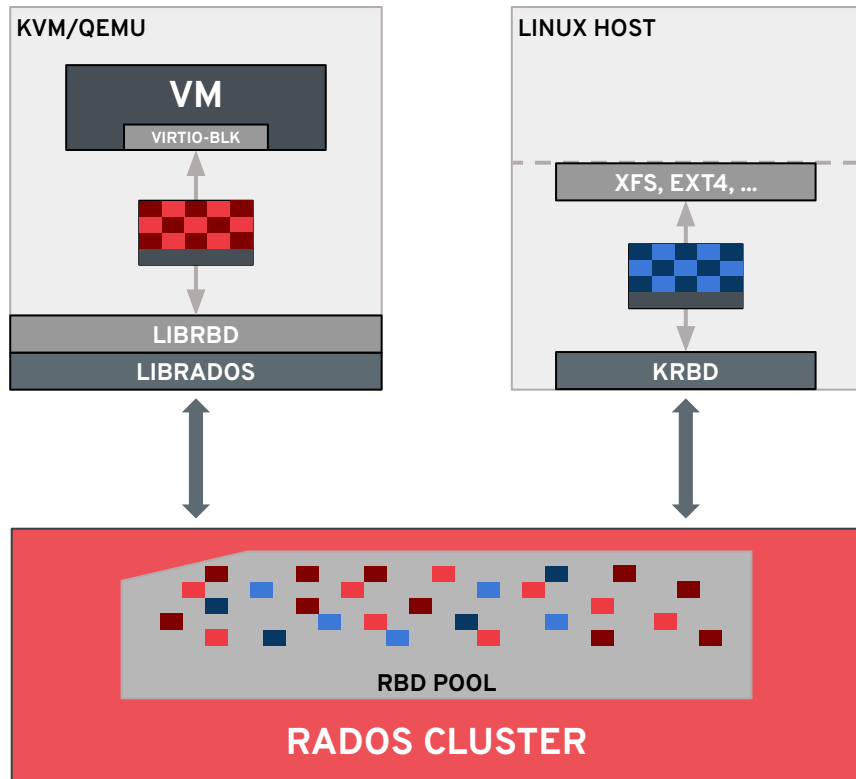 KVM/QEMU
VM
VIRTIO-BLK
LIBRBD
LIBRADOS
LINUX HOST
XFS, EXT4, ...
KRBD
RBD POOL
RADOS CLUSTER